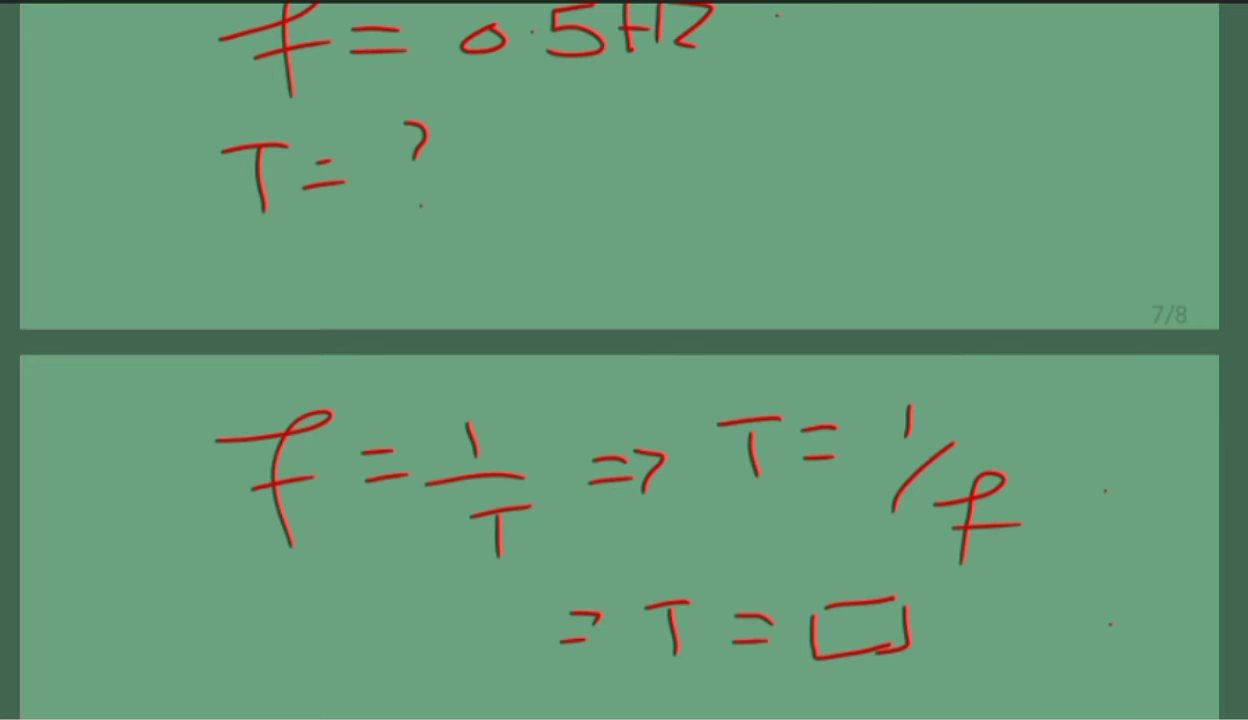 f = 0.5Hz
T = ?
7/8
f = 1/T => T = 1/f
=> T = □